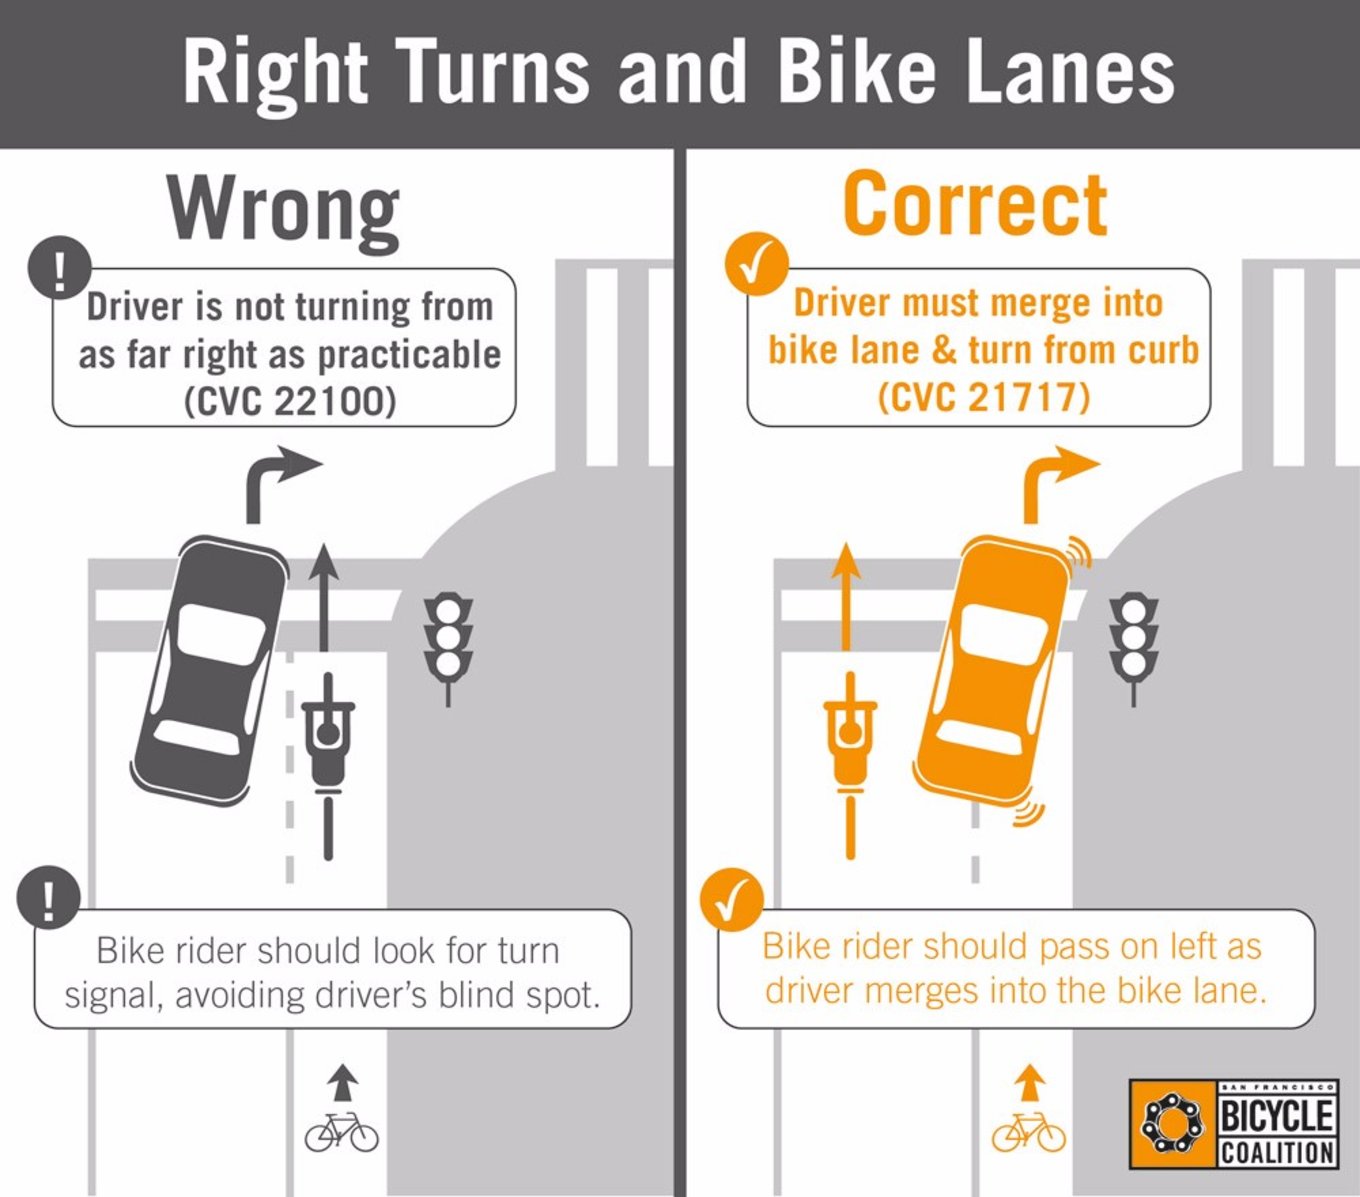 Right Turns and Bike Lanes
Wrong
!
Driver is not turning from
as far right as practicable
(CVC 22100)
!
Bike rider should look for turn
signal, avoiding driver's blind spot.
Correct
Driver must merge into
bike lane & turn from curb
(CVC 21717)
Bike rider should pass on left as
driver merges into the bike lane.
SAN FRANCISCO
BICYCLE
COALITION